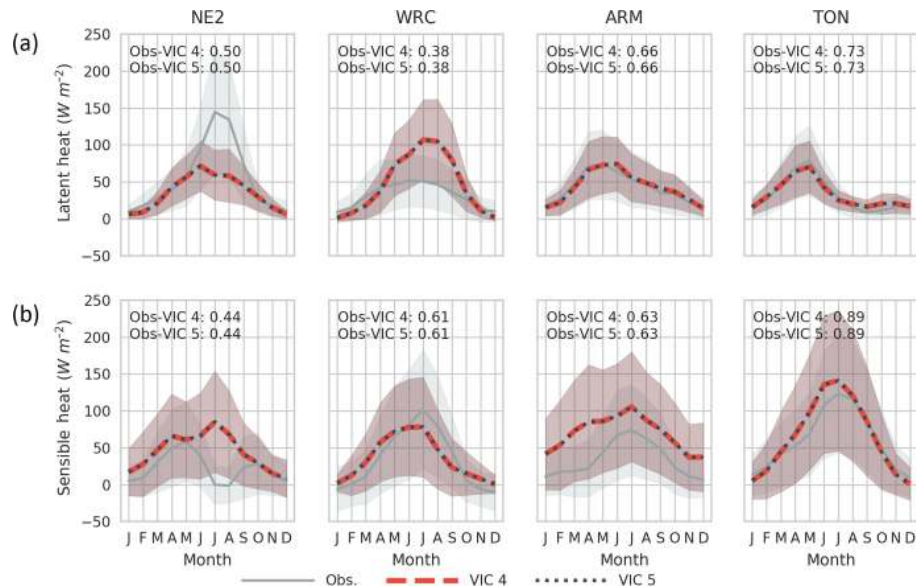 NE2 WRC ARM TON
(a)
250
200
150
100
50
0
−50
Latent heat (W m⁻²)
Obs-VIC 4: 0.50
Obs-VIC 5: 0.50
Obs-VIC 4: 0.38
Obs-VIC 5: 0.38
Obs-VIC 4: 0.66
Obs-VIC 5: 0.66
Obs-VIC 4: 0.73
Obs-VIC 5: 0.73
(b)
250
200
150
100
50
0
−50
Sensible heat (W m⁻²)
Obs-VIC 4: 0.44
Obs-VIC 5: 0.44
Obs-VIC 4: 0.61
Obs-VIC 5: 0.61
Obs-VIC 4: 0.63
Obs-VIC 5: 0.63
Obs-VIC 4: 0.89
Obs-VIC 5: 0.89
J F M A M J J A S O N D J F M A M J J A S O N D J F M A M J J A S O N D J F M A M J J A S O N D
Month Month Month Month
Obs. VIC 4 VIC 5